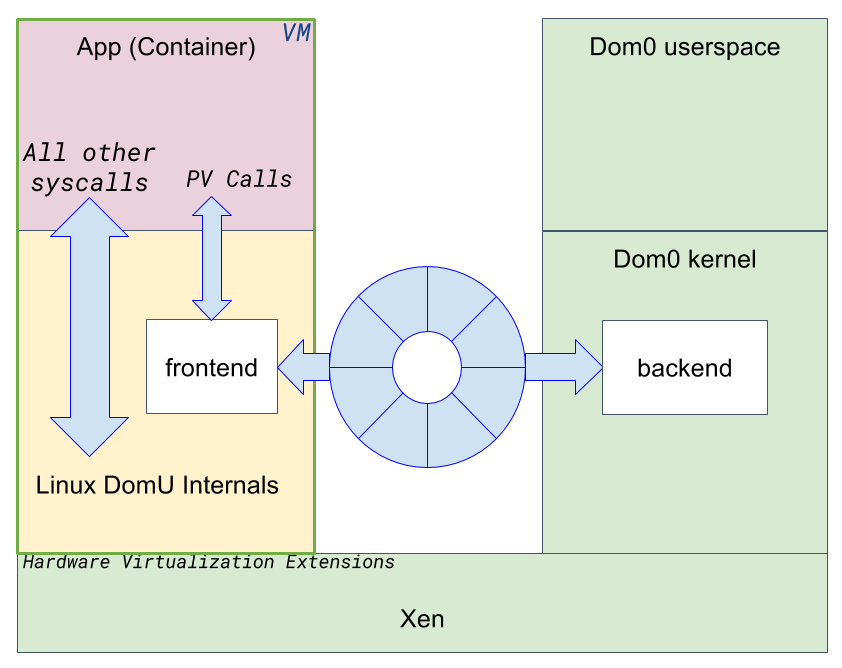 VM
App (Container)
Dom0 userspace
All other
syscalls
PV Calls
Dom0 kernel
frontend
backend
Linux DomU Internals
Hardware Virtualization Extensions
Xen